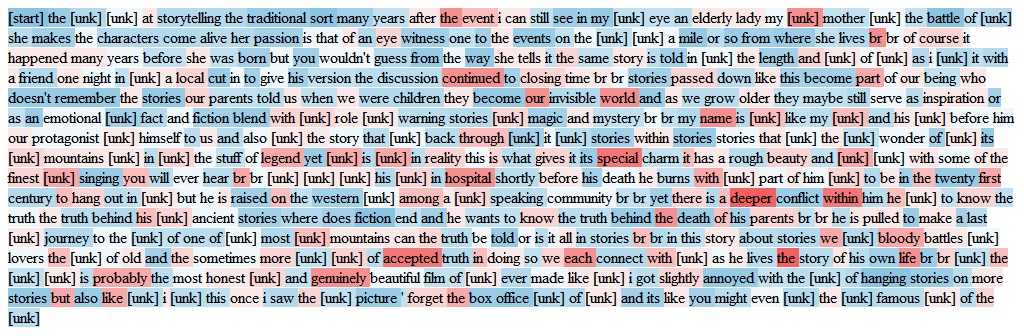 [start] the [unk] [unk] at storytelling the traditional sort many years after the event i can still see in my [unk] eye an elderly lady my [unk] mother [unk] the battle of [unk]
she makes the characters come alive her passion is that of an eye witness one to the events on the [unk] [unk] a mile or so from where she lives br br of course it
happened many years before she was born but you wouldn't guess from the way she tells it the same story is told in [unk] the length and [unk] of [unk] as i [unk] it with
a friend one night in [unk] a local cut in to give his version the discussion continued to closing time br br stories passed down like this become part of our being who
doesn't remember the stories our parents told us when we were children they become our invisible world and as we grow older they maybe still serve as inspiration or
as an emotional [unk] fact and fiction blend with [unk] role [unk] warning stories [unk] magic and mystery br br my name is [unk] like my [unk] and his [unk] before him
our protagonist [unk] himself to us and also [unk] the story that [unk] back through [unk] it [unk] stories within stories stories that [unk] the [unk] wonder of [unk] its
[unk] mountains [unk] in [unk] the stuff of legend yet [unk] is [unk] in reality this is what gives it its special charm it has a rough beauty and [unk] [unk] with some of the
finest [unk] singing you will ever hear br br [unk] [unk] [unk] his [unk] in hospital shortly before his death he burns with [unk] part of him [unk] to be in the twenty first
century to hang out in [unk] but he is raised on the western [unk] among a [unk] speaking community br br yet there is a deeper conflict within him he [unk] to know the
truth the truth behind his [unk] ancient stories where does fiction end and he wants to know the truth behind the death of his parents br br he is pulled to make a last
[unk] journey to the [unk] of one of [unk] most [unk] mountains can the truth be told or is it all in stories br br in this story about stories we [unk] bloody battles [unk]
lovers the [unk] of old and the sometimes more [unk] [unk] of accepted truth in doing so we each connect with [unk] as he lives the story of his own life br br [unk] the
[unk] [unk] is probably the most honest [unk] and genuinely beautiful film of [unk] ever made like [unk] i got slightly annoyed with the [unk] of hanging stories on more
stories but also like [unk] i [unk] this once i saw the [unk] picture ' forget the box office [unk] of [unk] and its like you might even [unk] the [unk] famous [unk] of the
[unk]